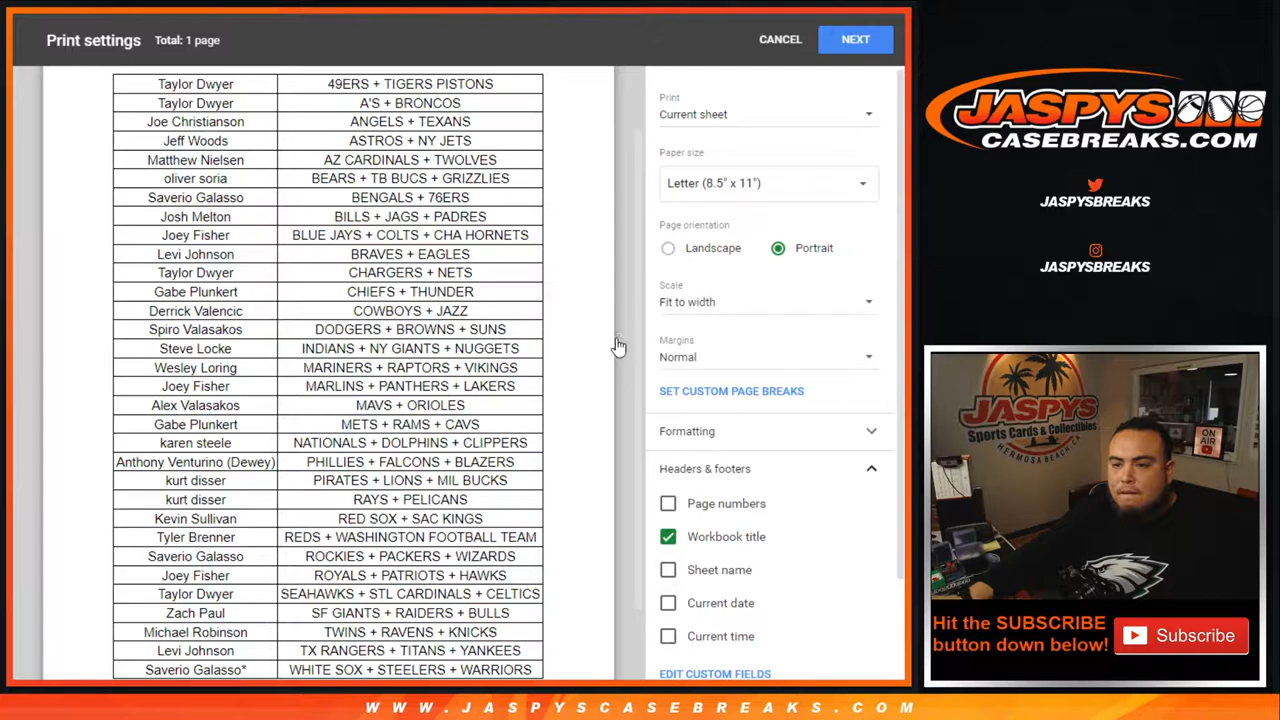 Print settings Total: 1 page CANCEL NEXT
Taylor Dwyer 49ERS + TIGERS PISTONS
Taylor Dwyer A'S + BRONCOS
Joe Christianson ANGELS + TEXANS
Jeff Woods ASTROS + NY JETS
Matthew Nielsen AZ CARDINALS + TWOLVES
oliver soria BEARS + TB BUCS + GRIZZLIES
Saverio Galasso BENGALS + 76ERS
Josh Melton BILLS + JAGS + PADRES
Joey Fisher BLUE JAYS + COLTS + CHA HORNETS
Levi Johnson BRAVES + EAGLES
Taylor Dwyer CHARGERS + NETS
Gabe Plunkert CHIEFS + THUNDER
Derrick Valencic COWBOYS + JAZZ
Spiro Valasakos DODGERS + BROWNS + SUNS
Steve Locke INDIANS + NY GIANTS + NUGGETS
Wesley Loring MARINERS + RAPTORS + VIKINGS
Joey Fisher MARLINS + PANTHERS + LAKERS
Alex Valasakos MAVS + ORIOLES
Gabe Plunkert METS + RAMS + CAVS
karen steele NATIONALS + DOLPHINS + CLIPPERS
Anthony Venturino (Dewey) PHILLIES + FALCONS + BLAZERS
kurt disser PIRATES + LIONS + MIL BUCKS
kurt disser RAYS + PELICANS
Kevin Sullivan RED SOX + SAC KINGS
Tyler Brenner REDS + WASHINGTON FOOTBALL TEAM
Saverio Galasso ROCKIES + PACKERS + WIZARDS
Joey Fisher ROYALS + PATRIOTS + HAWKS
Taylor Dwyer SEAHAWKS + STL CARDINALS + CELTICS
Zach Paul SF GIANTS + RAIDERS + BULLS
Michael Robinson TWINS + RAVENS + KNICKS
Levi Johnson TX RANGERS + TITANS + YANKEES
Saverio Galasso* WHITE SOX + STEELERS + WARRIORS
Print
Current sheet
Paper size
Letter (8.5" x 11")
Page orientation
Landscape Portrait
Scale
Fit to width
Margins
Normal
SET CUSTOM PAGE BREAKS
Formatting
Headers & footers
Page numbers
Workbook title
Sheet name
Current date
Current time
EDIT CUSTOM FIELDS
JASPYS
CASEBREAKS.COM
JASPYSBREAKS
JASPYSBREAKS
JASPYS
Sports Cards & Collectibles
HERMOSA BEACH, CA
ON
AIR
Hit the SUBSCRIBE
button down below!
Subscribe
WWW.JASPYSCASEBREAKS.COM